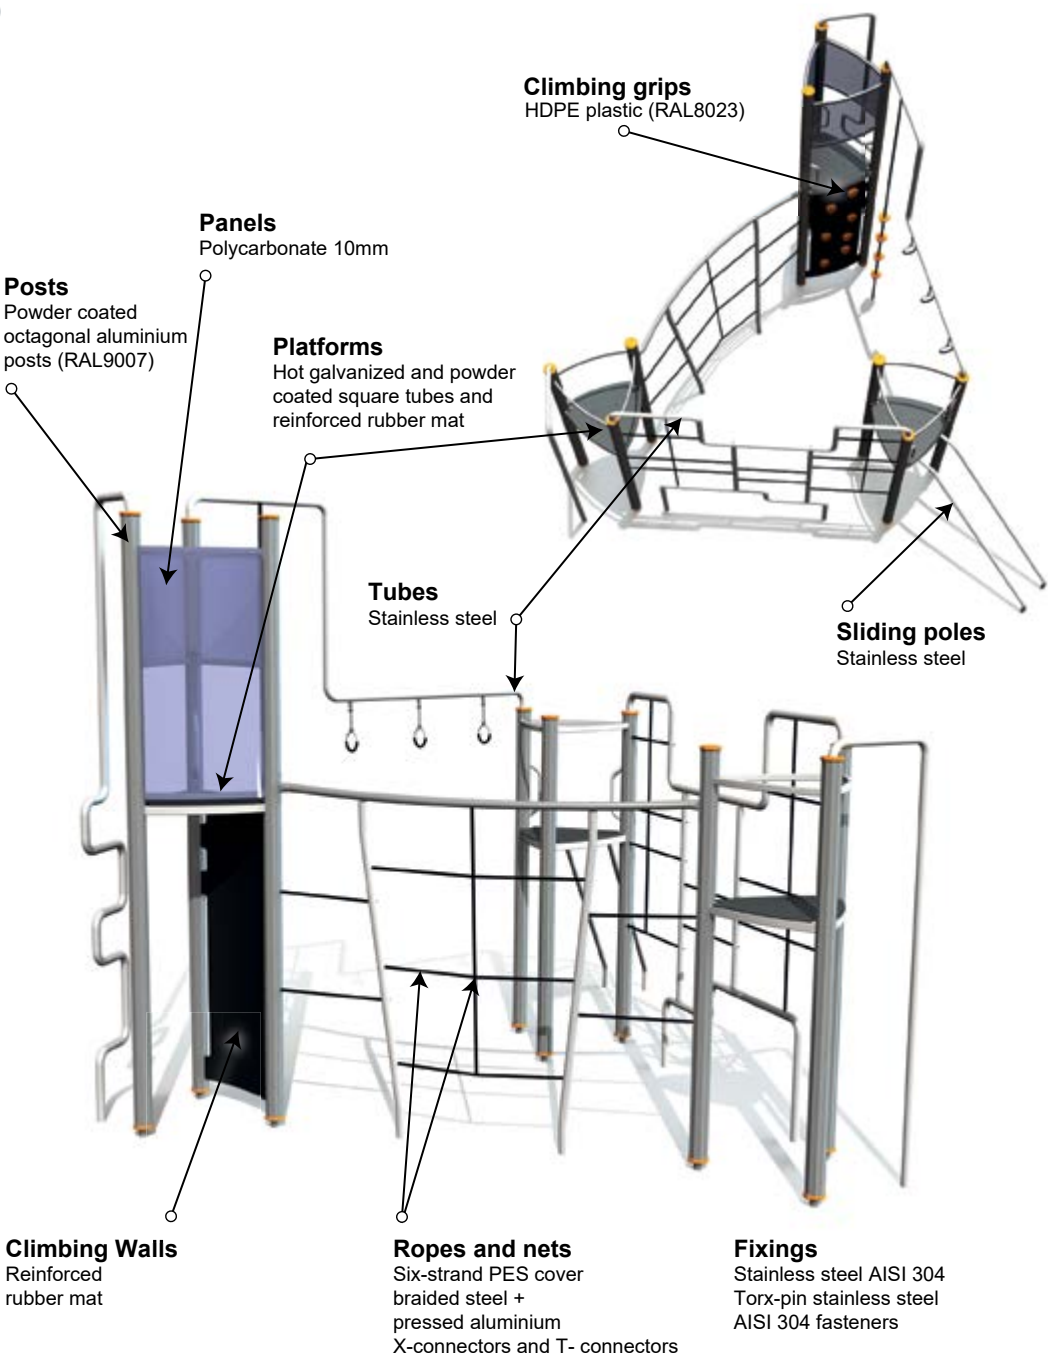 Climbing grips
HDPE plastic (RAL8023)
Panels
Polycarbonate 10mm
Posts
Powder coated
octagonal aluminium
posts (RAL9007)
Platforms
Hot galvanized and powder
coated square tubes and
reinforced rubber mat
Tubes
Stainless steel
Sliding poles
Stainless steel
Climbing Walls
Reinforced
rubber mat
Ropes and nets
Six-strand PES cover
braided steel +
pressed aluminium
X-connectors and T- connectors
Fixings
Stainless steel AISI 304
Torx-pin stainless steel
AISI 304 fasteners